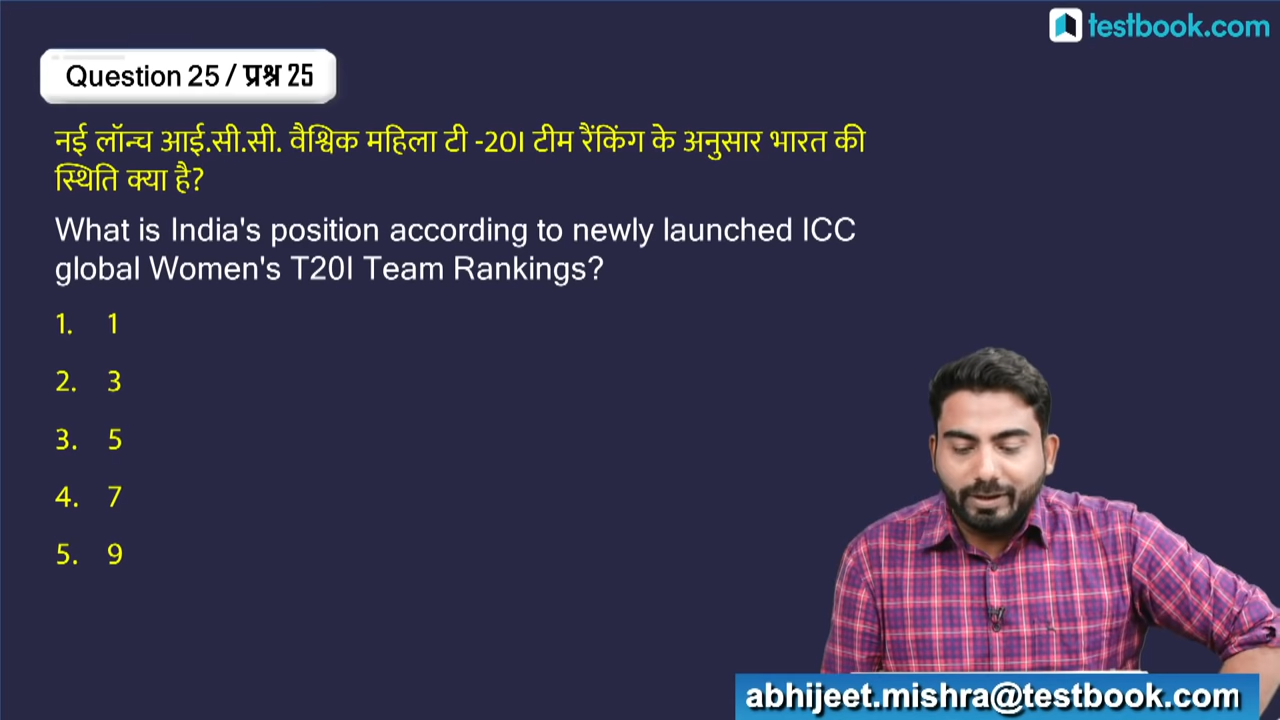 testbook.com
Question 25 / प्रश्न 25
नई लॉन्च आई.सी.सी. वैश्विक महिला टी -20I टीम रैंकिंग के अनुसार भारत की
स्थिति क्या है?
What is India's position according to newly launched ICC
global Women's T20I Team Rankings?
1. 1
2. 3
3. 5
4. 7
5. 9
abhijeet.mishra@testbook.com